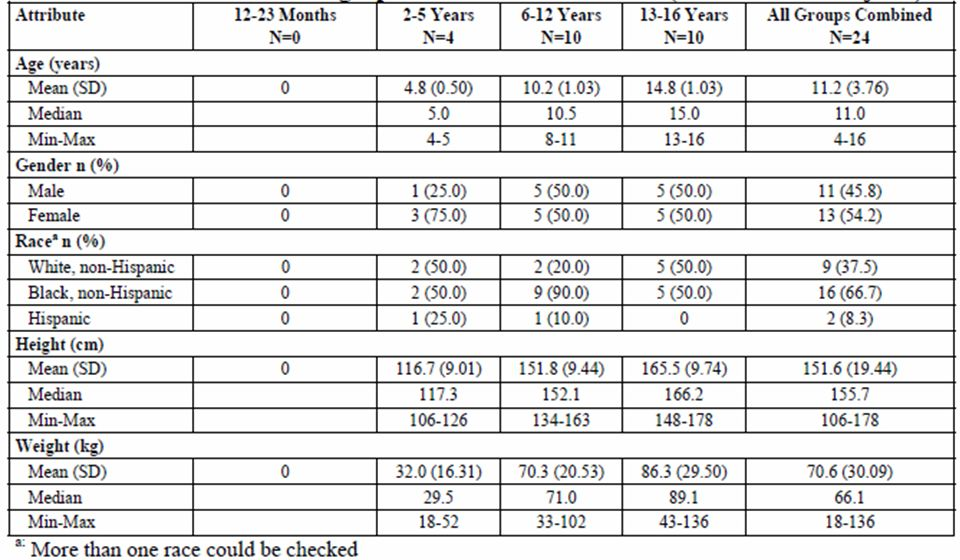 Attribute 12-23 Months 2-5 Years 6-12 Years 13-16 Years All Groups Combined
N=0 N=4 N=10 N=10 N=24
Age (years)
Mean (SD) 0 4.8 (0.50) 10.2 (1.03) 14.8 (1.03) 11.2 (3.76)
Median 5.0 10.5 15.0 11.0
Min-Max 4-5 8-11 13-16 4-16
Gender n (%)
Male 0 1 (25.0) 5 (50.0) 5 (50.0) 11 (45.8)
Female 0 3 (75.0) 5 (50.0) 5 (50.0) 13 (54.2)
Raceᵃ n (%)
White, non-Hispanic 0 2 (50.0) 2 (20.0) 5 (50.0) 9 (37.5)
Black, non-Hispanic 0 2 (50.0) 9 (90.0) 5 (50.0) 16 (66.7)
Hispanic 0 1 (25.0) 1 (10.0) 0 2 (8.3)
Height (cm)
Mean (SD) 0 116.7 (9.01) 151.8 (9.44) 165.5 (9.74) 151.6 (19.44)
Median 117.3 152.1 166.2 155.7
Min-Max 106-126 134-163 148-178 106-178
Weight (kg)
Mean (SD) 0 32.0 (16.31) 70.3 (20.53) 86.3 (29.50) 70.6 (30.09)
Median 29.5 71.0 89.1 66.1
Min-Max 18-52 33-102 43-136 18-136
a: More than one race could be checked